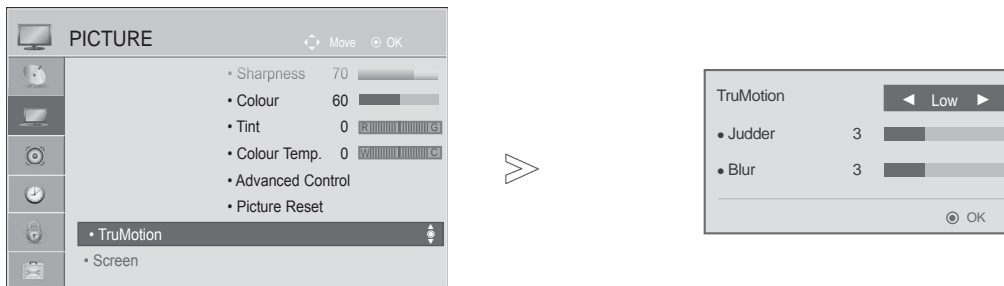 PICTURE
Move ⊙ OK
• Sharpness 70
• Colour 60
• Tint 0 R G
• Colour Temp. 0 W C
• Advanced Control
• Picture Reset
• TruMotion
• Screen
TruMotion ◀ Low ▶
● Judder 3
● Blur 3
◉ OK